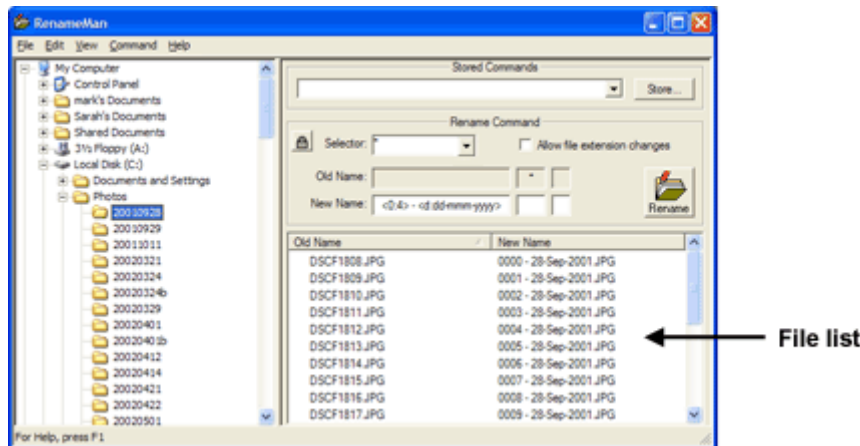 RenameMan
File Edit View Command Help
My Computer
Control Panel
mark's Documents
Sarah's Documents
Shared Documents
3½ Floppy (A:)
Local Disk (C:)
Documents and Settings
Photos
20010928
20010929
20011011
20020321
20020324
20020324b
20020329
20020401
20020401b
20020412
20020414
20020421
20020422
20020501
Stored Commands
Store...
Rename Command
Selector: *
Allow file extension changes
Old Name: *
New Name: <0:4> - <d:dd-mmm-yyyy>
Rename
Old Name New Name
DSCF1808.JPG 0000 - 28-Sep-2001.JPG
DSCF1809.JPG 0001 - 28-Sep-2001.JPG
DSCF1810.JPG 0002 - 28-Sep-2001.JPG
DSCF1811.JPG 0003 - 28-Sep-2001.JPG
DSCF1812.JPG 0004 - 28-Sep-2001.JPG
DSCF1813.JPG 0005 - 28-Sep-2001.JPG
DSCF1814.JPG 0006 - 28-Sep-2001.JPG
DSCF1815.JPG 0007 - 28-Sep-2001.JPG
DSCF1816.JPG 0008 - 28-Sep-2001.JPG
DSCF1817.JPG 0009 - 28-Sep-2001.JPG
File list
For Help, press F1